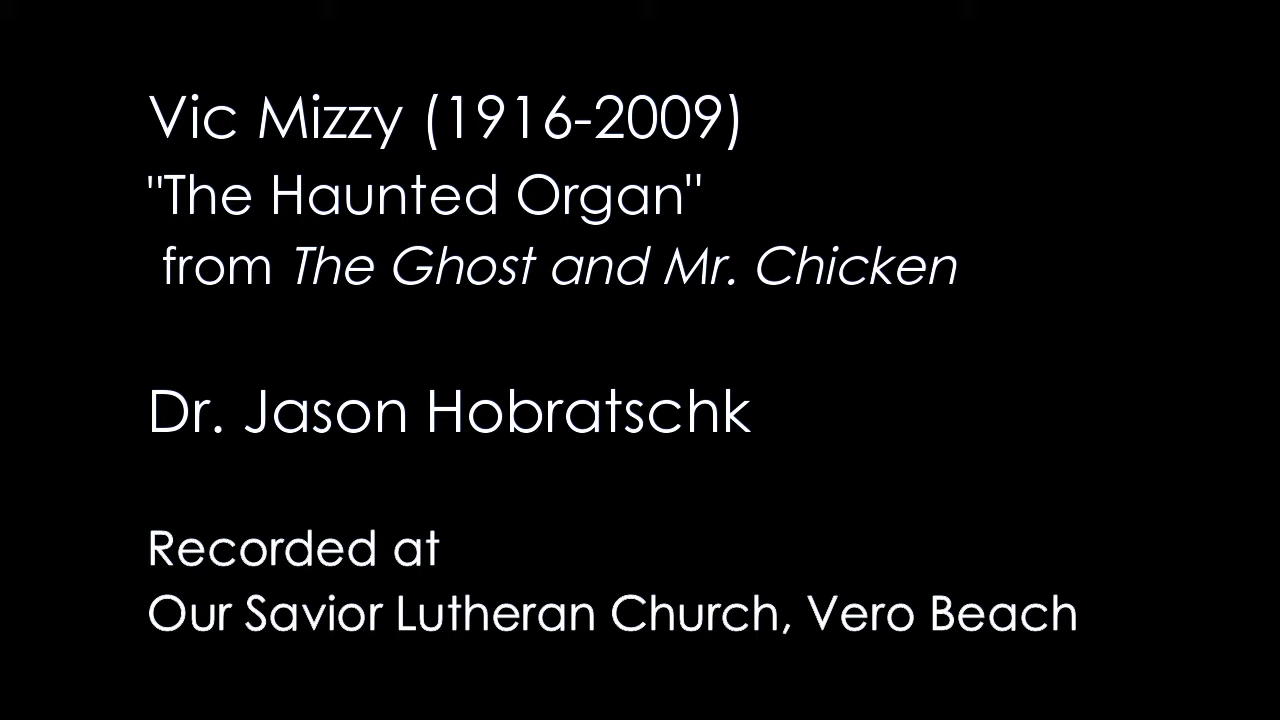 Vic Mizzy (1916-2009)
"The Haunted Organ"
from The Ghost and Mr. Chicken
Dr. Jason Hobratschk
Recorded at
Our Savior Lutheran Church, Vero Beach